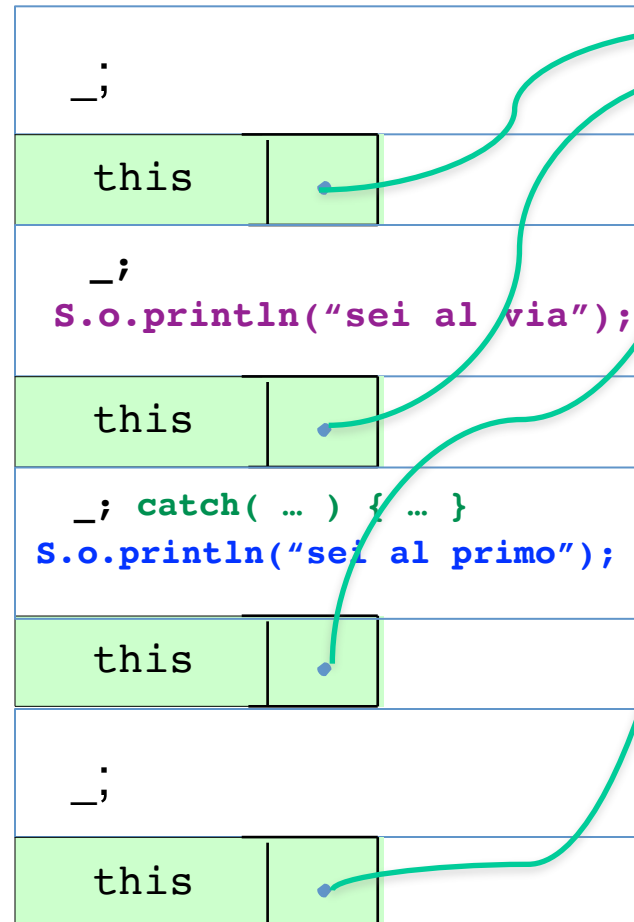 _;
this
_;
S.o.println(“sei al via”);
this
_; catch( … ) { … }
S.o.println(“sei al primo”);
this
_;
this